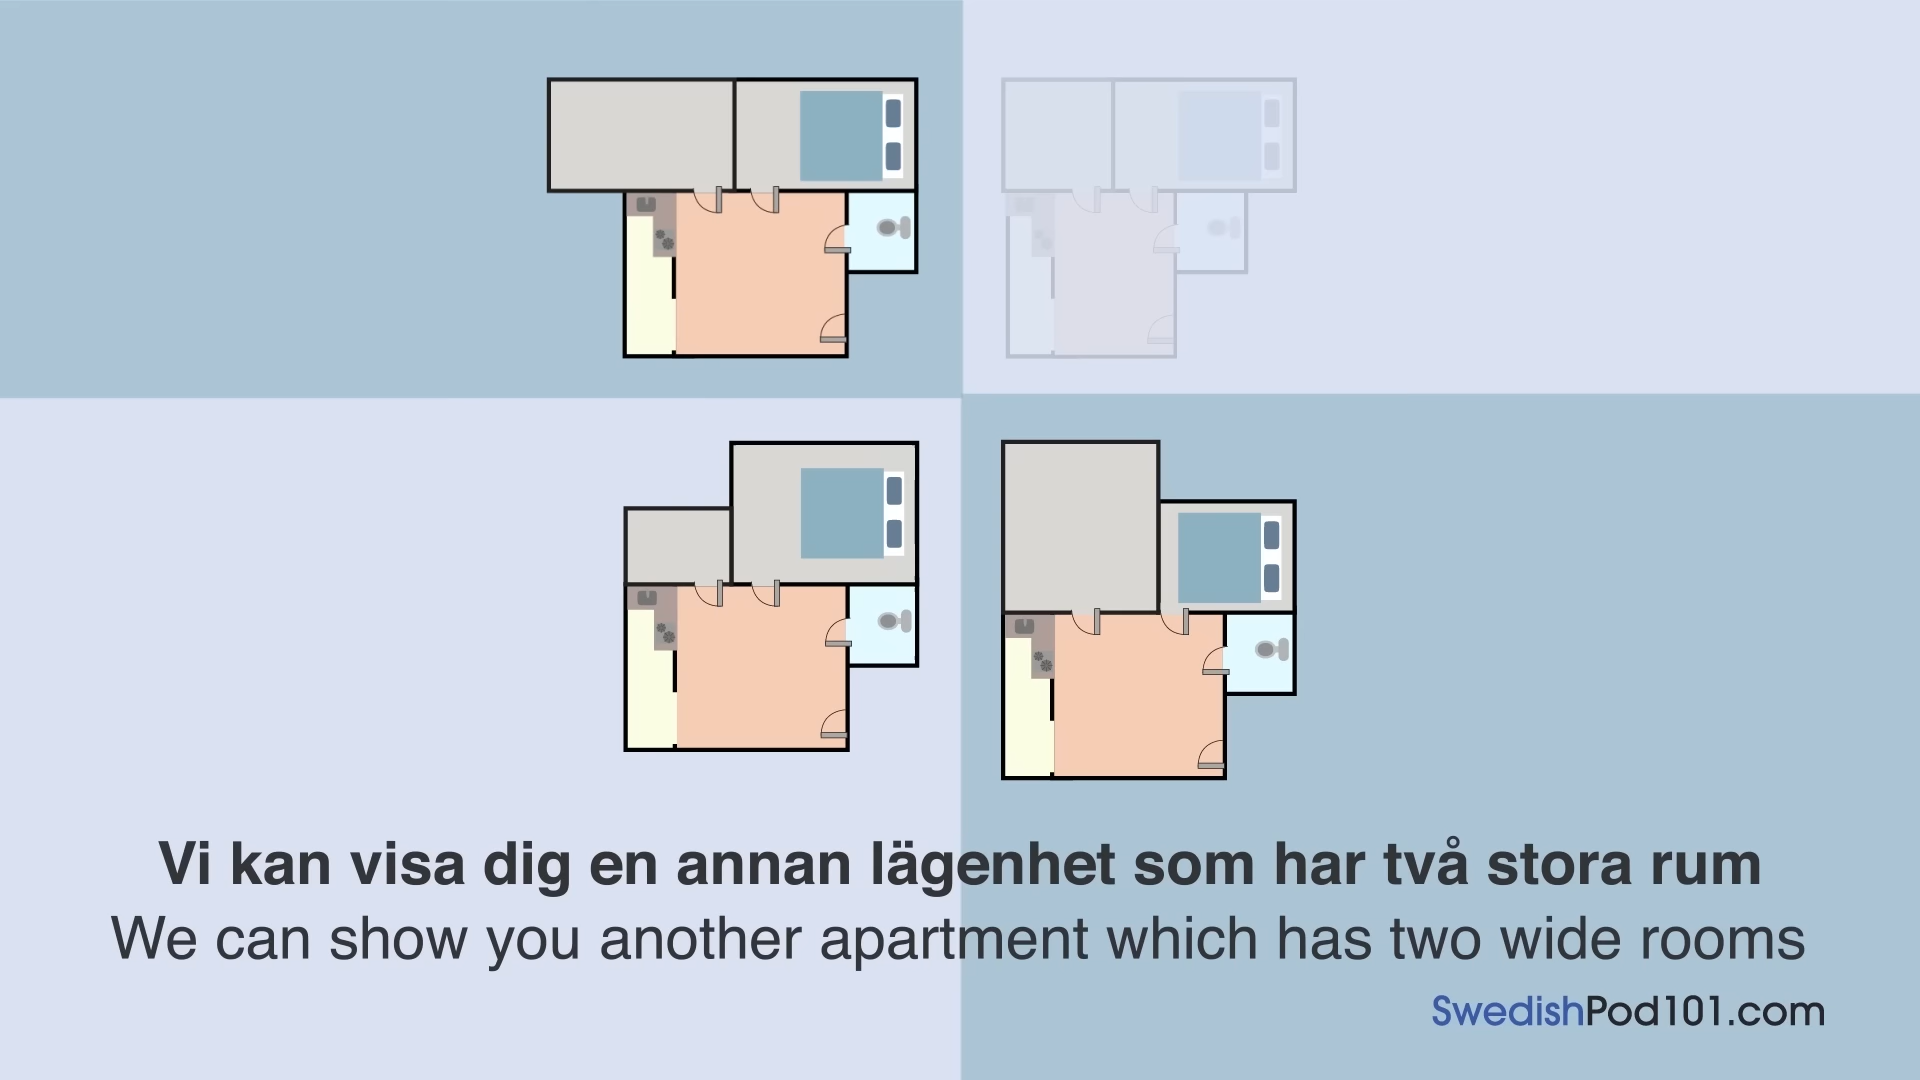 Vi kan visa dig en annan lägenhet som har två stora rum
We can show you another apartment which has two wide rooms
SwedishPod101.com